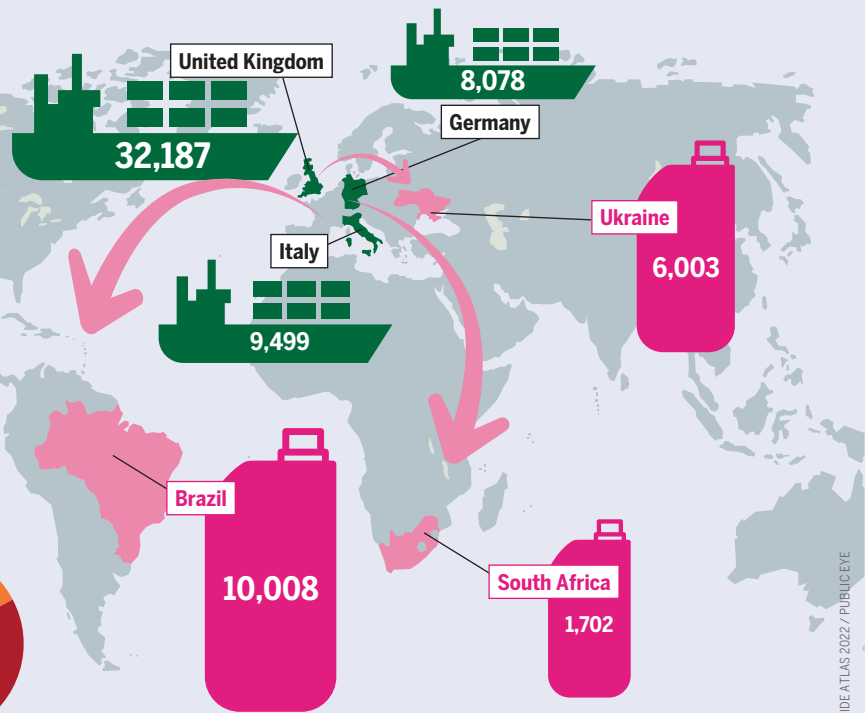 United Kingdom
8,078
32,187
Germany
Ukraine
Italy
6,003
9,499
Brazil
10,008
South Africa
1,702
IDE ATLAS 2022 / PUBLIC EYE